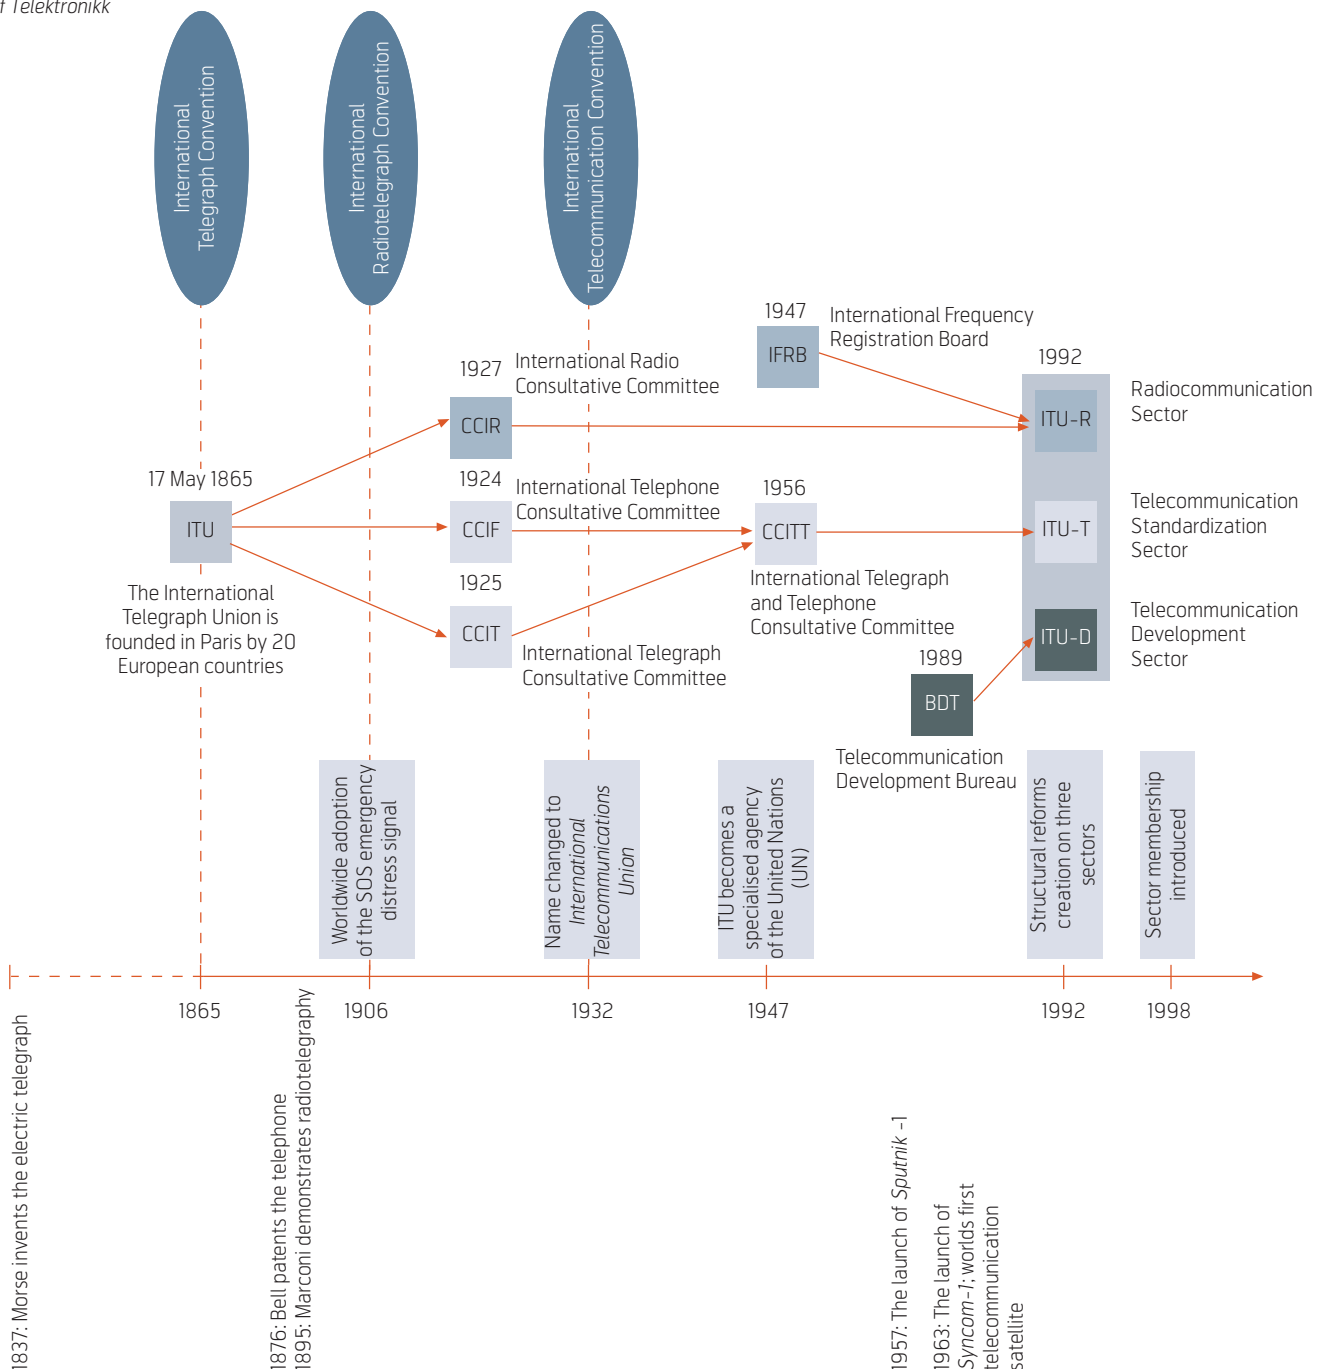 f Telektronikk
International
Telegraph Convention
International
Radiotelegraph Convention
International
Telecommunication Convention
1947
International Frequency
Registration Board
IFRB
1992
1927
International Radio
Consultative Committee
CCIR
ITU-R
Radiocommunication
Sector
17 May 1865
ITU
The International
Telegraph Union is
founded in Paris by 20
European countries
1924
International Telephone
Consultative Committee
CCIF
1956
CCITT
International Telegraph
and Telephone
Consultative Committee
ITU-T
Telecommunication
Standardization
Sector
1925
CCIT
International Telegraph
Consultative Committee
ITU-D
Telecommunication
Development
Sector
1989
BDT
Telecommunication
Development Bureau
Worldwide adoption
of the SOS emergency
distress signal
Name changed to
International
Telecommunications
Union
ITU becomes a
specialised agency
of the United Nations
(UN)
Structural reforms
creation on three
sectors
Sector membership
introduced
1865
1906
1932
1947
1992
1998
1837: Morse invents the electric telegraph
1876: Bell patents the telephone
1895: Marconi demonstrates radiotelegraphy
1957: The launch of Sputnik -1
1963: The launch of
Syncom-1; worlds first
telecommunication
satellite